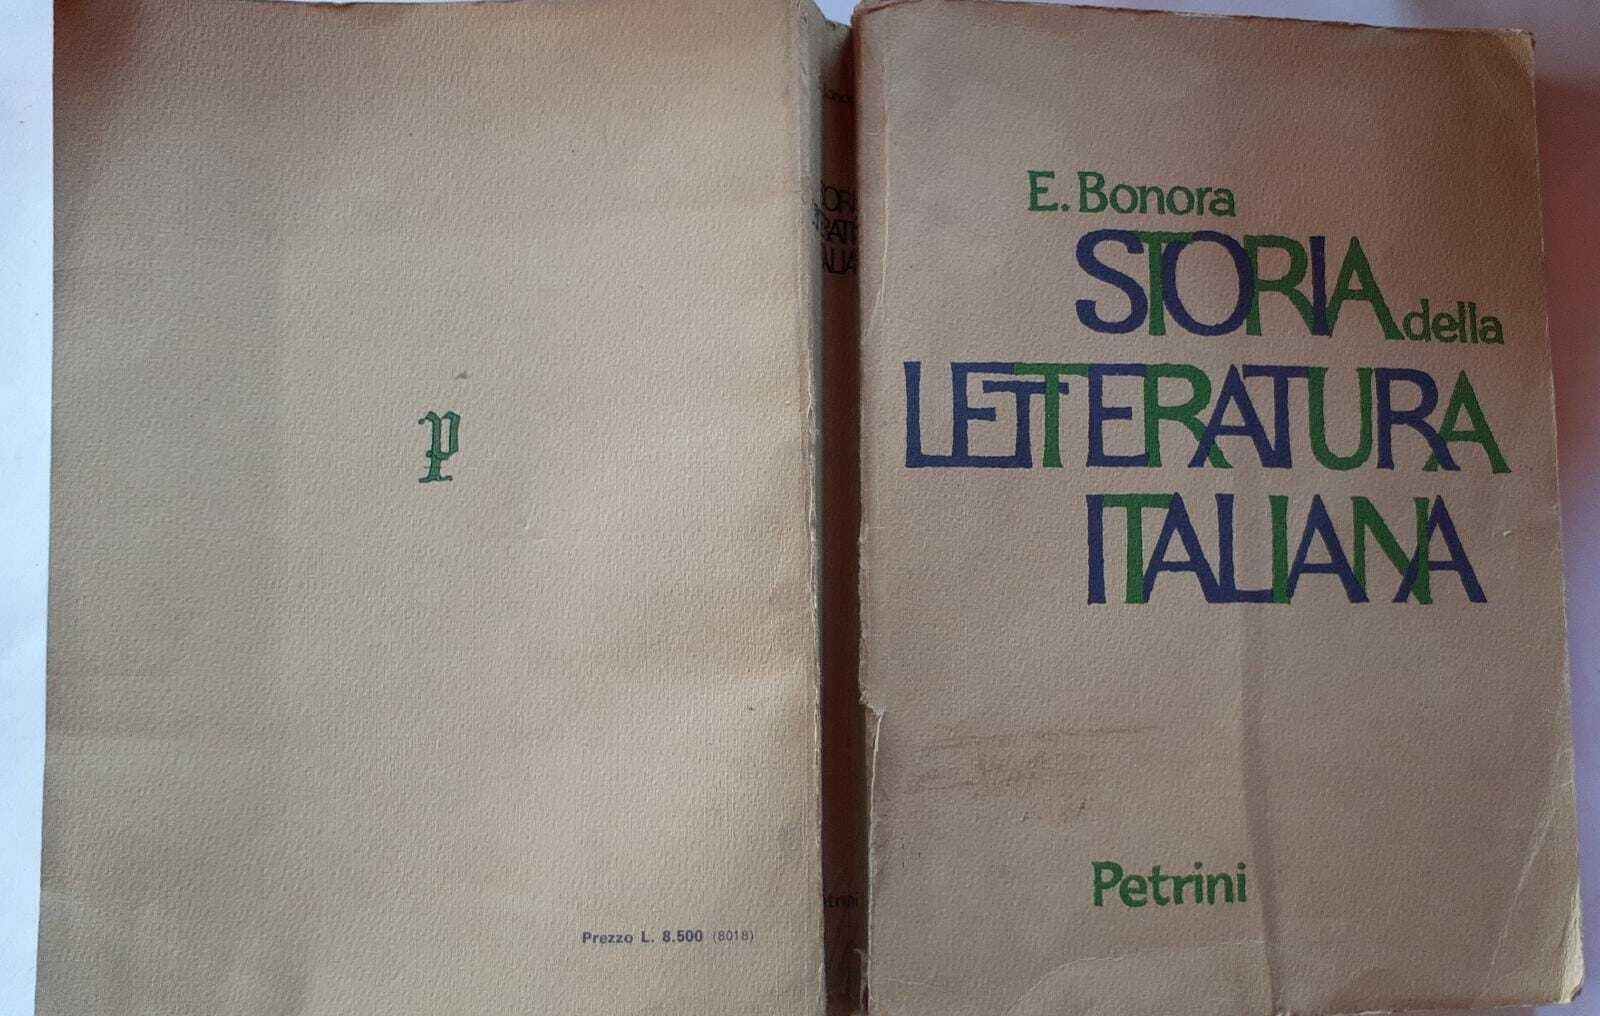 p
Prezzo L. 8.500 (8018)
E. Bonora
STORIA della
LETTERATURA
ITALIANA
Petrini